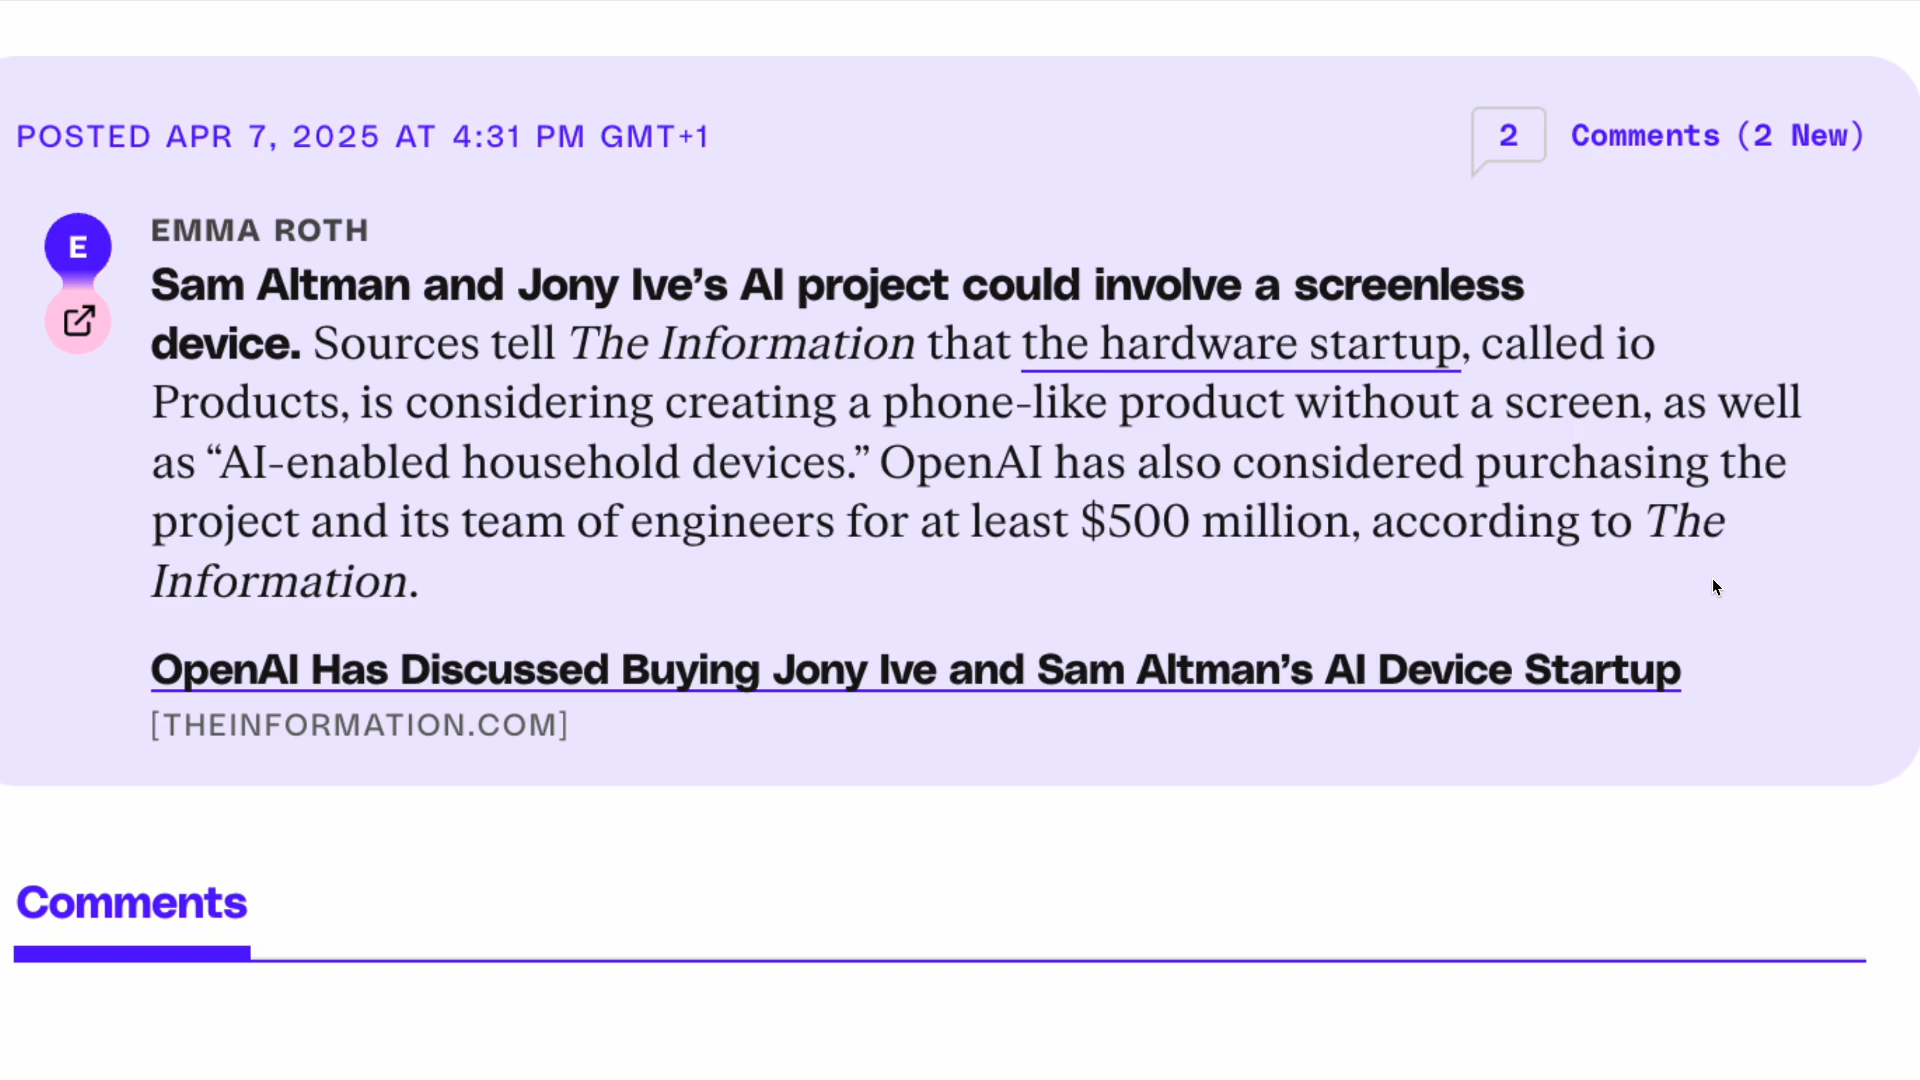 POSTED APR 7, 2025 AT 4:31 PM GMT+1
2 Comments (2 New)
E
EMMA ROTH
Sam Altman and Jony Ive’s AI project could involve a screenless
device. Sources tell The Information that the hardware startup, called io
Products, is considering creating a phone-like product without a screen, as well
as “AI-enabled household devices.” OpenAI has also considered purchasing the
project and its team of engineers for at least $500 million, according to The
Information.
OpenAI Has Discussed Buying Jony Ive and Sam Altman’s AI Device Startup
[THEINFORMATION.COM]
Comments